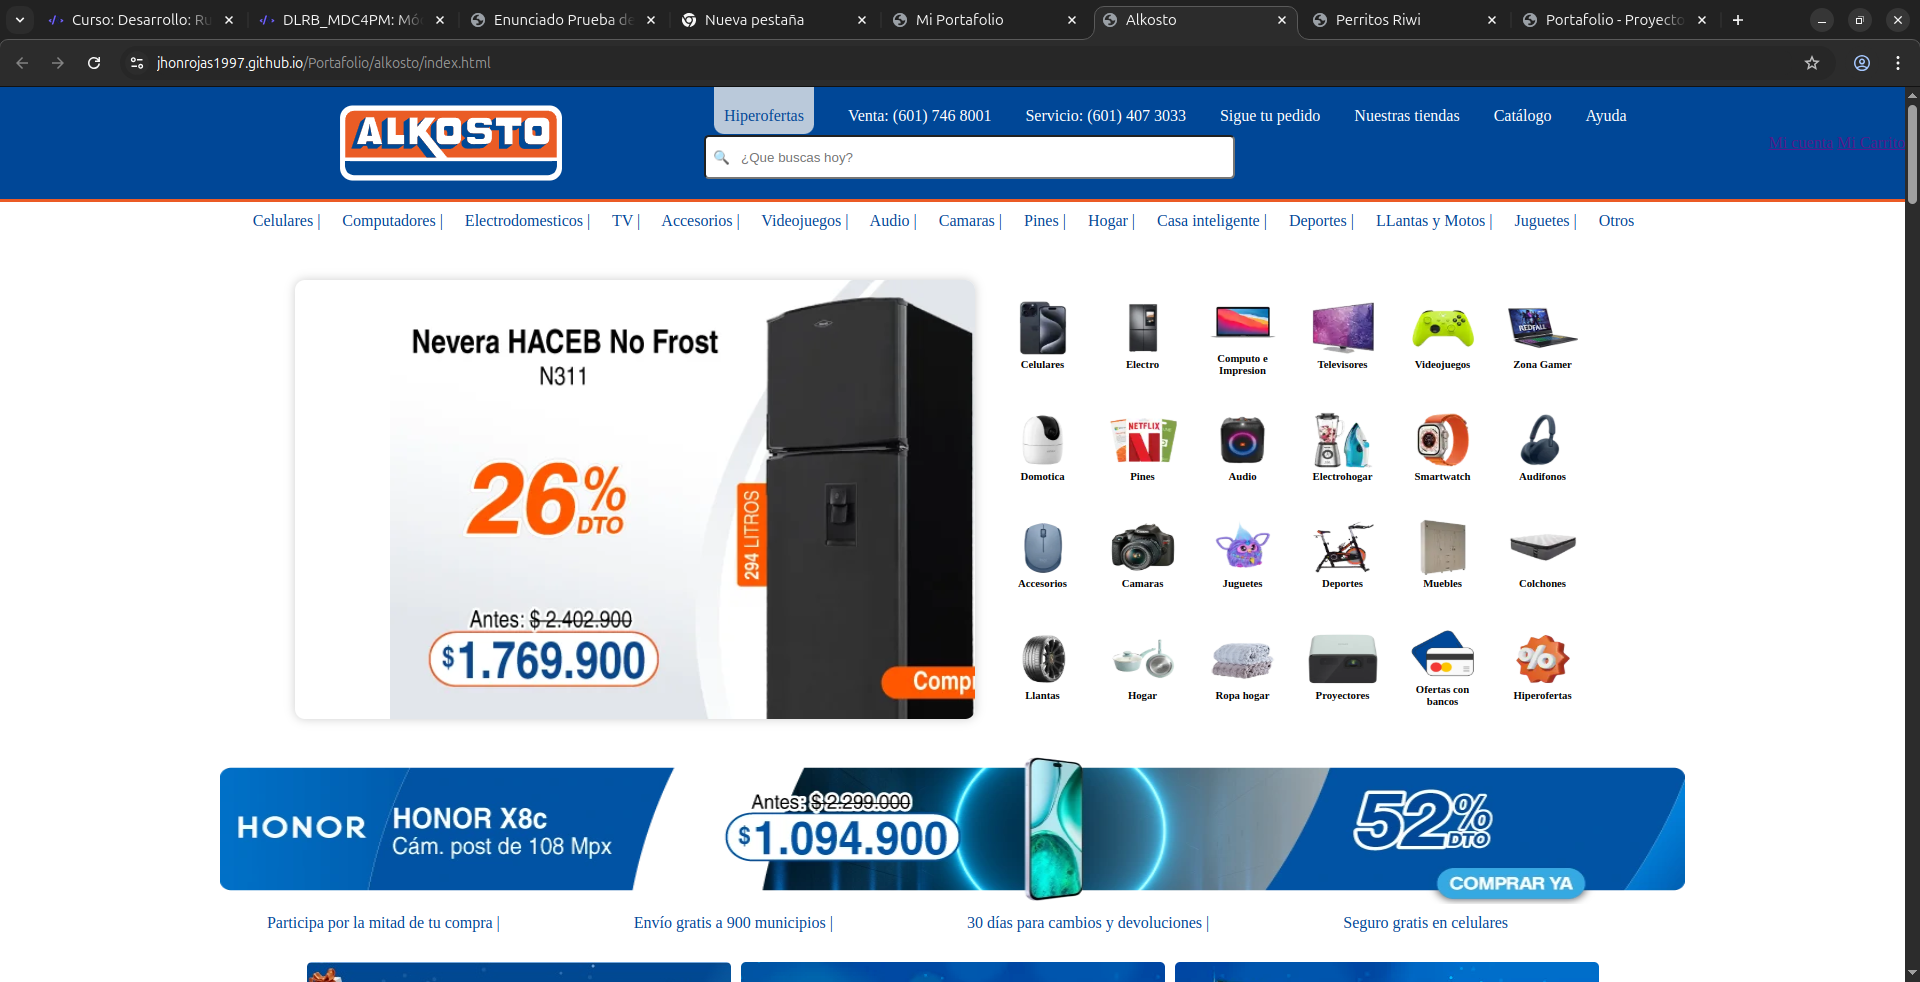 Curso: Desarrollo: Ru
DLRB_MDC4PM: Mó
Enunciado Prueba de
Nueva pestaña
Mi Portafolio
Alkosto
Perritos Riwi
Portafolio - Proyecto
jhonrojas1997.github.io/Portafolio/alkosto/index.html
ALKOSTO
Hiperofertas
Venta: (601) 746 8001
Servicio: (601) 407 3033
Sigue tu pedido
Nuestras tiendas
Catálogo
Ayuda
¿Que buscas hoy?
Mi cuenta Mi Carrito
Celulares |
Computadores |
Electrodomesticos |
TV |
Accesorios |
Videojuegos |
Audio |
Camaras |
Pines |
Hogar |
Casa inteligente |
Deportes |
LLantas y Motos |
Juguetes |
Otros
Nevera HACEB No Frost
N311
26% DTO
294 LITROS
Antes: $ 2.402.900
$1.769.900
Compr
Celulares
Electro
Computo e
Impresion
Televisores
Videojuegos
REDFALL
Zona Gamer
Domotica
NETFLIX
Pines
Audio
Electrohogar
Smartwatch
Audifonos
Accesorios
Camaras
Juguetes
Deportes
Muebles
Colchones
Llantas
Hogar
Ropa hogar
Proyectores
Ofertas con
bancos
%
Hiperofertas
HONOR
HONOR X8c
Cám. post de 108 Mpx
Antes: $ 2.299.000
$1.094.900
52% DTO
COMPRAR YA
Participa por la mitad de tu compra |
Envío gratis a 900 municipios |
30 días para cambios y devoluciones |
Seguro gratis en celulares